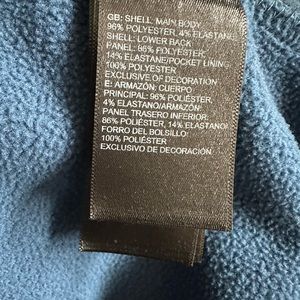 GB: SHELL: MAIN BODY
96% POLYESTER, 4% ELASTANE
SHELL: LOWER BACK
PANEL: 86% POLYESTER,
14% ELASTANE/POCKET LINING:
100% POLYESTER
EXCLUSIVE OF DECORATION
E: ARMAZÓN: CUERPO
PRINCIPAL: 96% POLIÉSTER
4% ELASTANO/ARMAZÓN:
PANEL TRASERO INFERIOR:
86% POLIÉSTER, 14% ELASTANO/
FORRO DEL BOLSILLO:
100% POLIÉSTER
EXCLUSIVO DE DECORACIÓN.